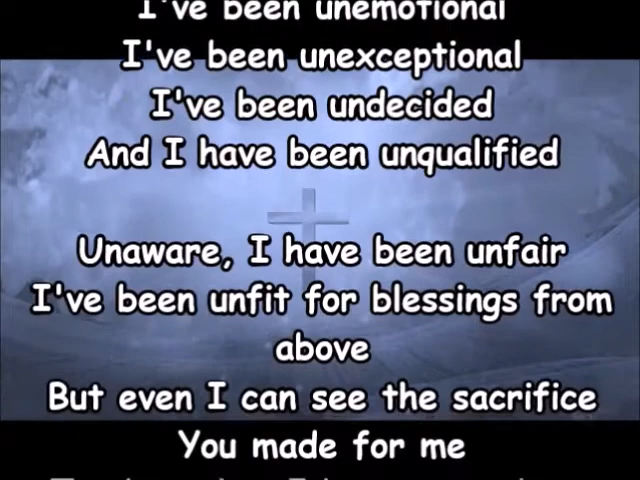 I've been unemotional
I've been unexceptional
I've been undecided
And I have been unqualified
Unaware, I have been unfair
I've been unfit for blessings from
above
But even I can see the sacrifice
You made for me